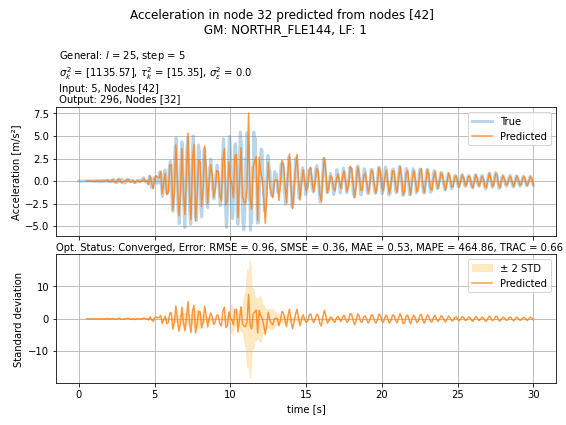 Acceleration in node 32 predicted from nodes [42]
GM: NORTHR_FLE144, LF: 1
General: l = 25, step = 5
σ²ₖ = [1135.57], τ²ₖ = [15.35], σ²ε = 0.0
Input: 5, Nodes [42]
Output: 296, Nodes [32]
Acceleration [m/s²]
7.5
5.0
2.5
0.0
−2.5
−5.0
True
Predicted
Opt. Status: Converged, Error: RMSE = 0.96, SMSE = 0.36, MAE = 0.53, MAPE = 464.86, TRAC = 0.66
Standard deviation
10
0
−10
± 2 STD
Predicted
0 5 10 15 20 25 30
time [s]